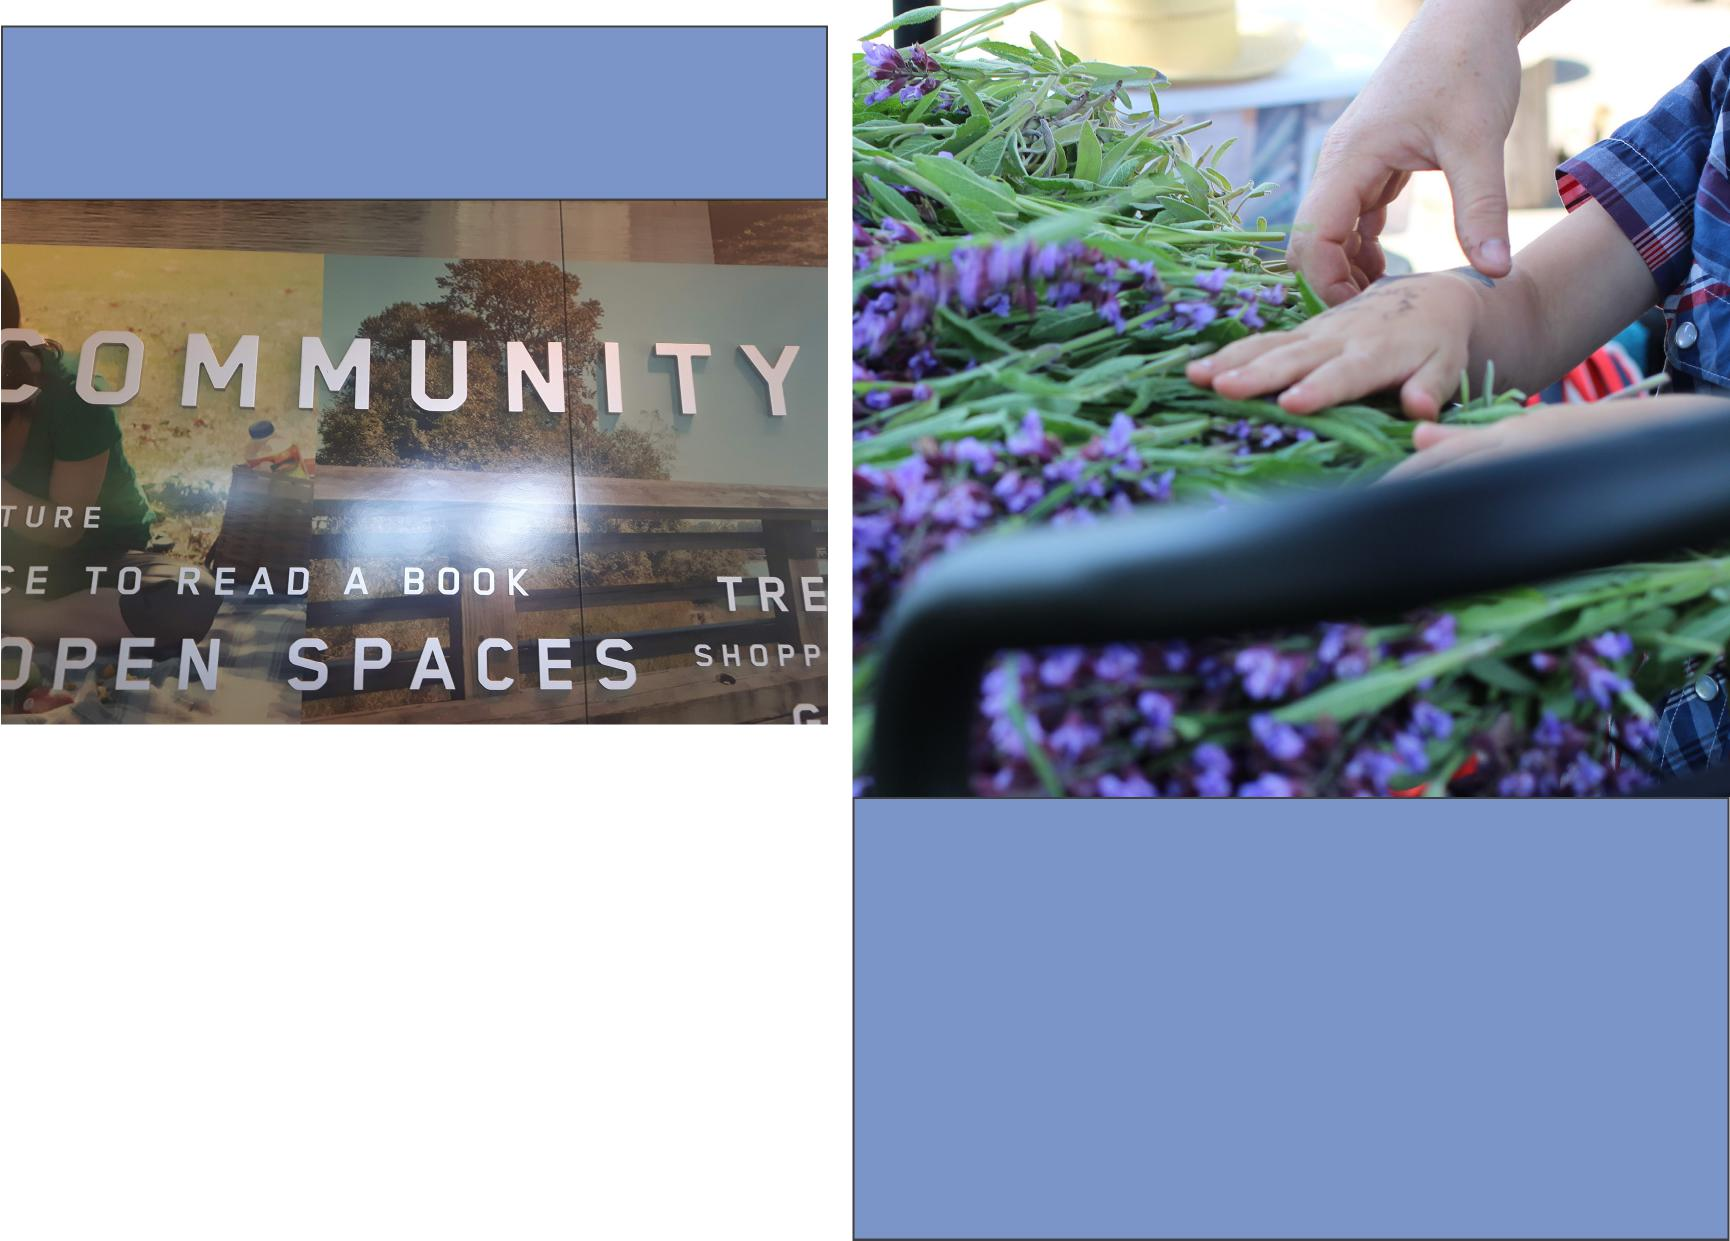 COMMUNITY
TURE
CE TO READ A BOOK
TRE
OPEN SPACES
SHOPP
G